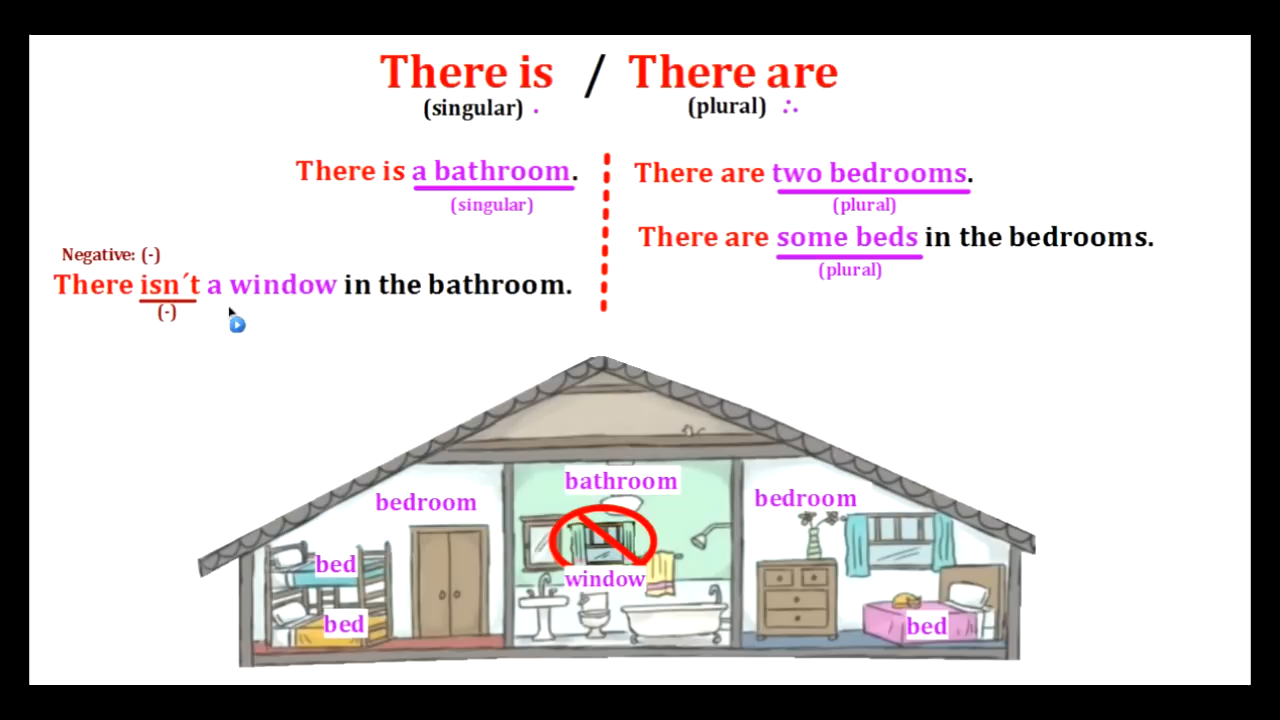 There is / There are
(singular) . (plural) ∴
There is a bathroom.
(singular)
Negative: (-)
There isn´t a window in the bathroom.
(-)
There are two bedrooms.
(plural)
There are some beds in the bedrooms.
(plural)
bathroom
bedroom
bedroom
bed
window
bed
bed